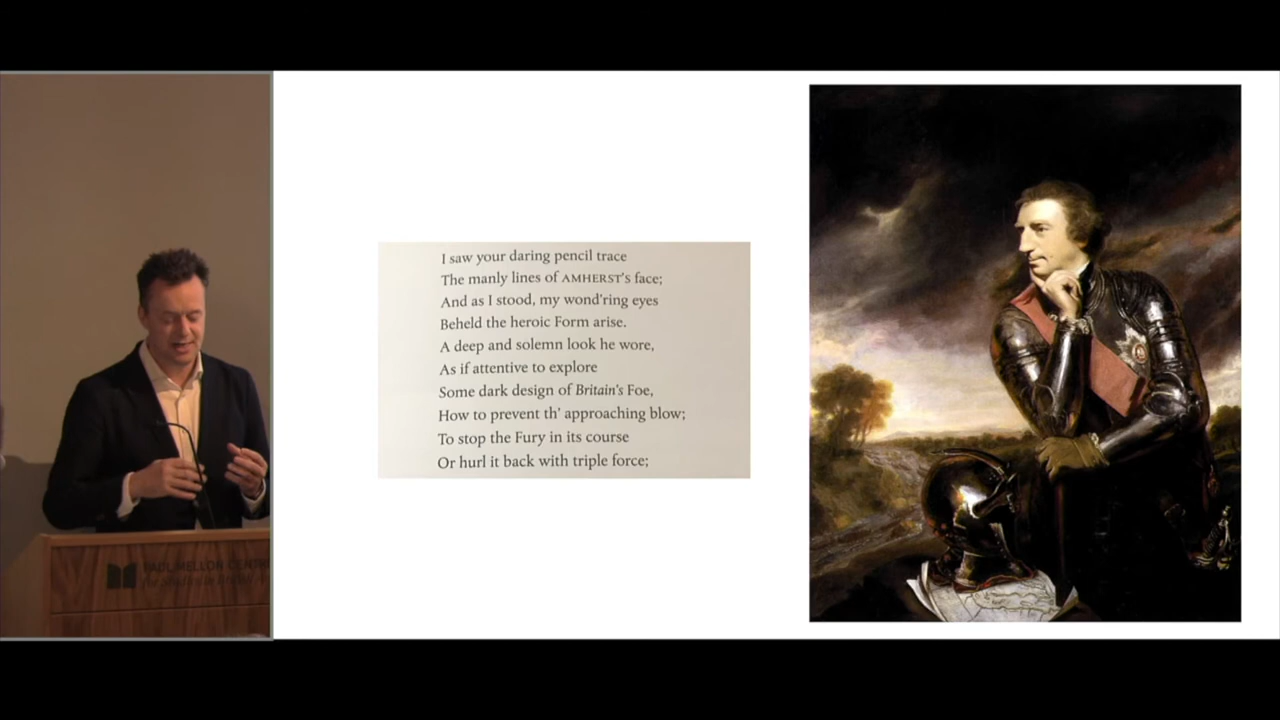 I saw your daring pencil trace
The manly lines of AMHERST's face;
And as I stood, my wond'ring eyes
Beheld the heroic Form arise.
A deep and solemn look he wore,
As if attentive to explore
Some dark design of Britain's Foe,
How to prevent th' approaching blow;
To stop the Fury in its course
Or hurl it back with triple force;
PAUL MELLON CENTRE
for Studies in